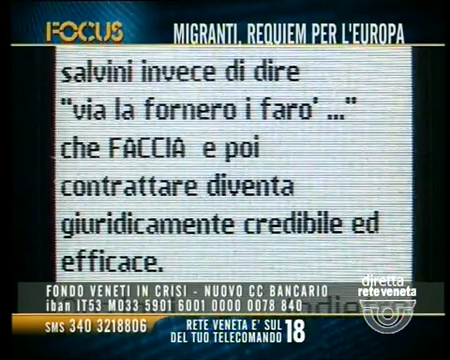 FOCUS
MIGRANTI, REQUIEM PER L'EUROPA
salvini invece di dire
"via la fornero i faro' ..."
che FACCIA e poi
contrattare diventa
giuridicamente credibile ed
efficace.
diretta
reteveneta
FONDO VENETI IN CRISI - NUOVO CC BANCARIO
iban IT53 M033 5901 6001 0000 0078 840
SMS 340 3218806
RETE VENETA E' SUL
DEL TUO TELECOMANDO 18